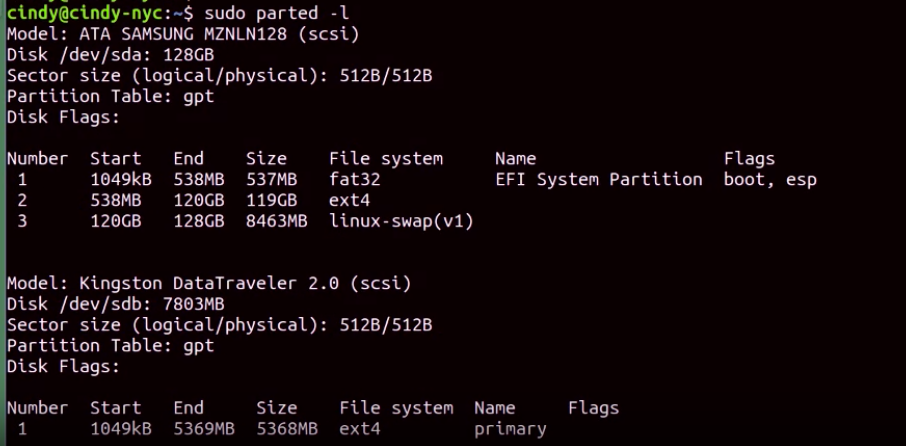 cindy@cindy-nyc:~$ sudo parted -l
Model: ATA SAMSUNG MZNLN128 (scsi)
Disk /dev/sda: 128GB
Sector size (logical/physical): 512B/512B
Partition Table: gpt
Disk Flags:
Number  Start   End    Size    File system     Name                  Flags
 1      1049kB  538MB  537MB   fat32           EFI System Partition  boot, esp
 2      538MB   120GB  119GB   ext4
 3      120GB   128GB  8463MB  linux-swap(v1)
Model: Kingston DataTraveler 2.0 (scsi)
Disk /dev/sdb: 7803MB
Sector size (logical/physical): 512B/512B
Partition Table: gpt
Disk Flags:
Number  Start   End     Size    File system  Name     Flags
 1      1049kB  5369MB  5368MB  ext4         primary